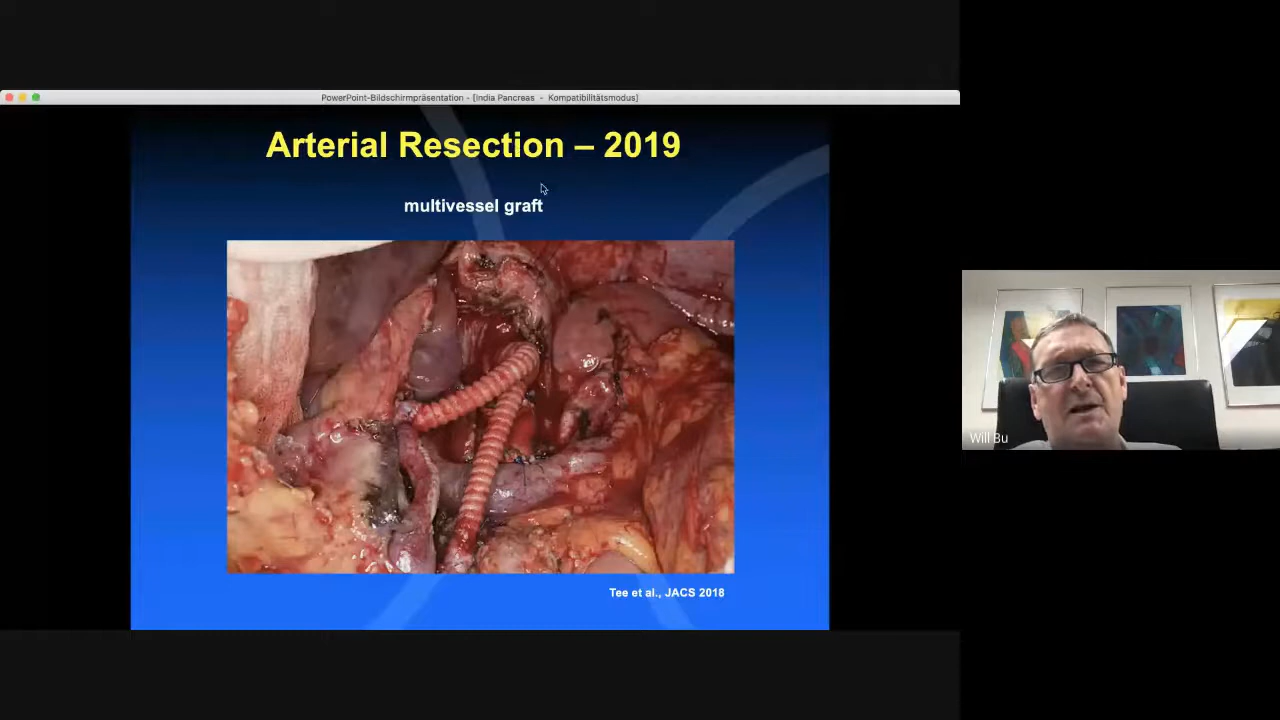 PowerPoint-Bildschirmpräsentation - [India Pancreas - Kompatibilitätsmodus]
Arterial Resection – 2019
multivessel graft
Tee et al., JACS 2018
Will Bu